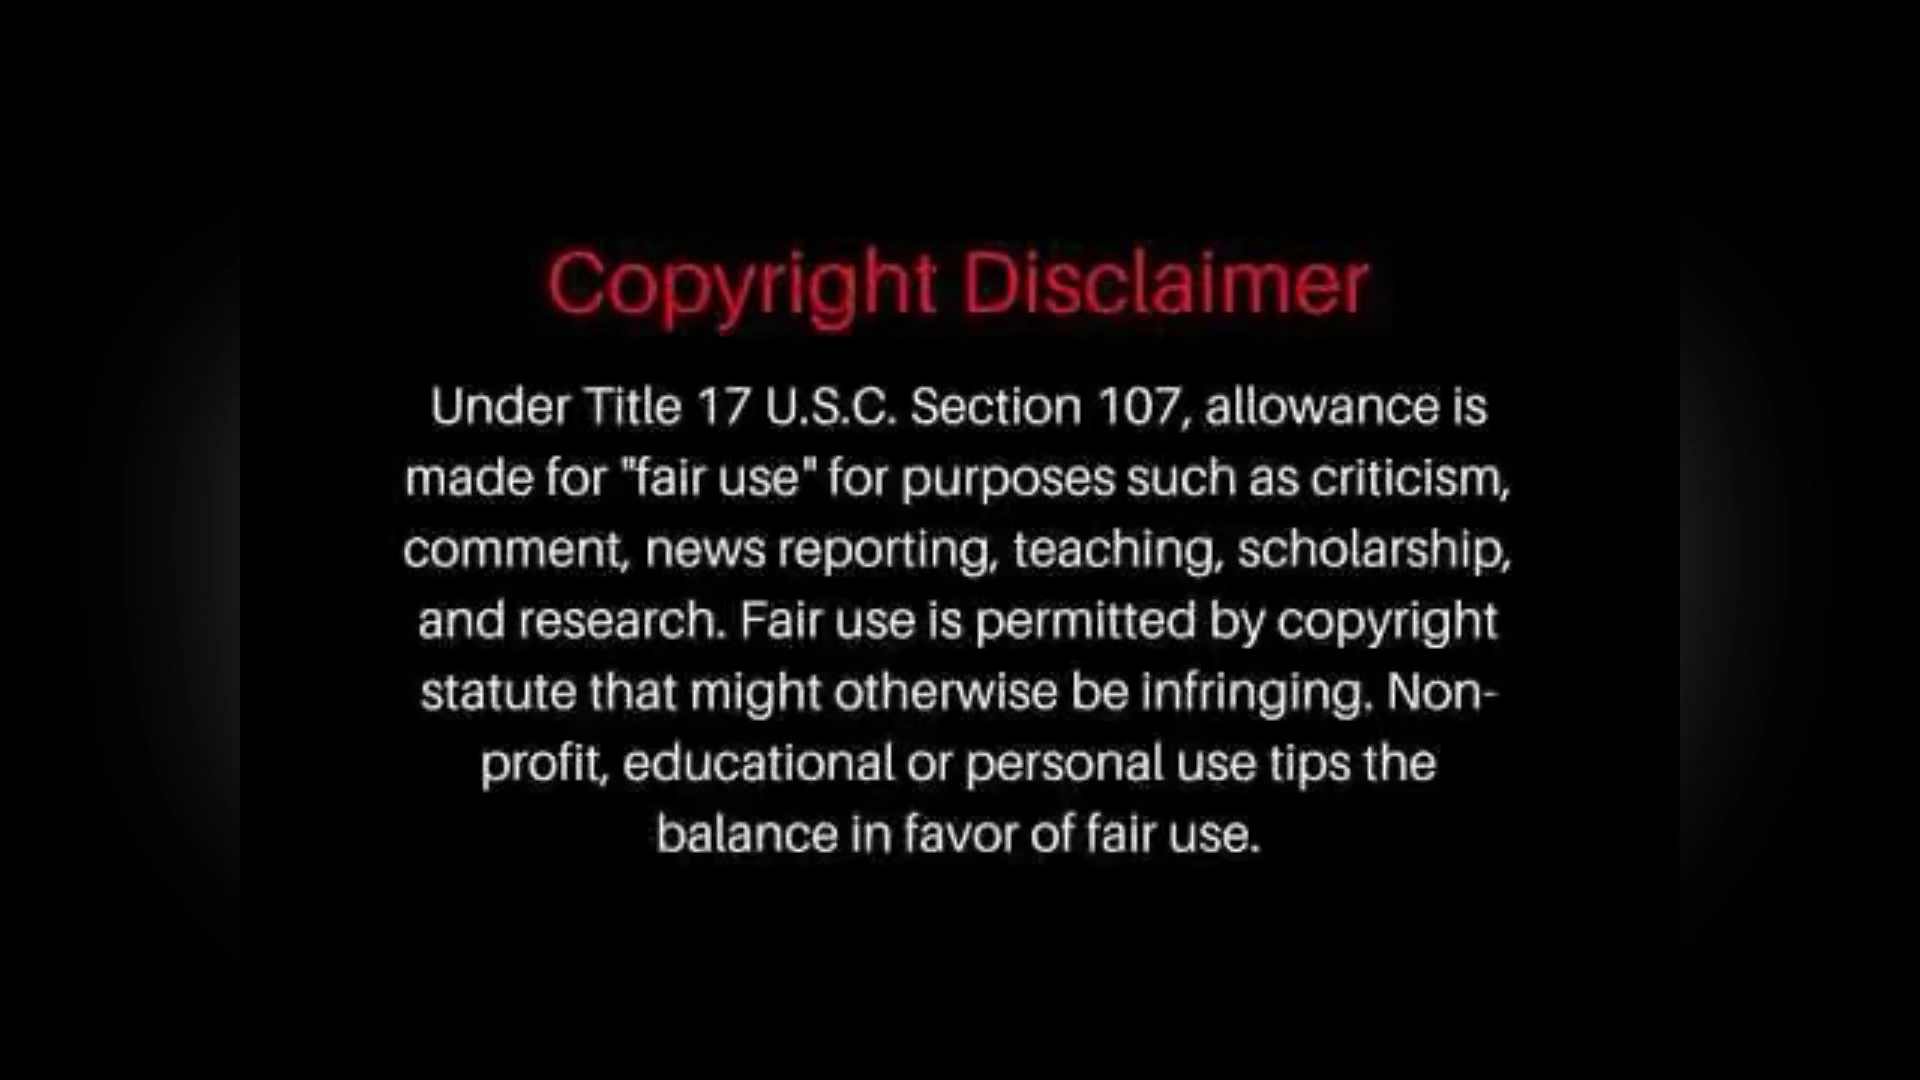 Copyright Disclaimer
Under Title 17 U.S.C. Section 107, allowance is
made for "fair use" for purposes such as criticism,
comment, news reporting, teaching, scholarship,
and research. Fair use is permitted by copyright
statute that might otherwise be infringing. Non-
profit, educational or personal use tips the
balance in favor of fair use.